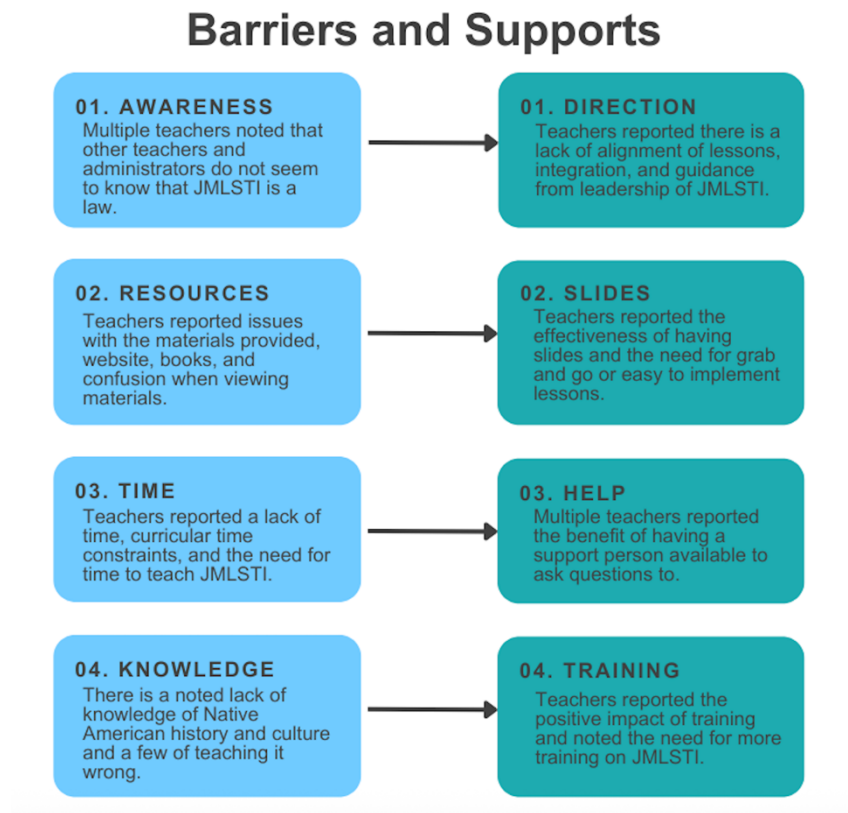 Barriers and Supports
01. AWARENESS
Multiple teachers noted that
other teachers and
administrators do not seem
to know that JMLSTI is a
law.
01. DIRECTION
Teachers reported there is a
lack of alignment of lessons,
integration, and guidance
from leadership of JMLSTI.
02. RESOURCES
Teachers reported issues
with the materials provided,
website, books, and
confusion when viewing
materials.
02. SLIDES
Teachers reported the
effectiveness of having
slides and the need for grab
and go or easy to implement
lessons.
03. TIME
Teachers reported a lack of
time, curricular time
constraints, and the need for
time to teach JMLSTI.
03. HELP
Multiple teachers reported
the benefit of having a
support person available to
ask questions to.
04. KNOWLEDGE
There is a noted lack of
knowledge of Native
American history and culture
and a few of teaching it
wrong.
04. TRAINING
Teachers reported the
positive impact of training
and noted the need for more
training on JMLSTI.